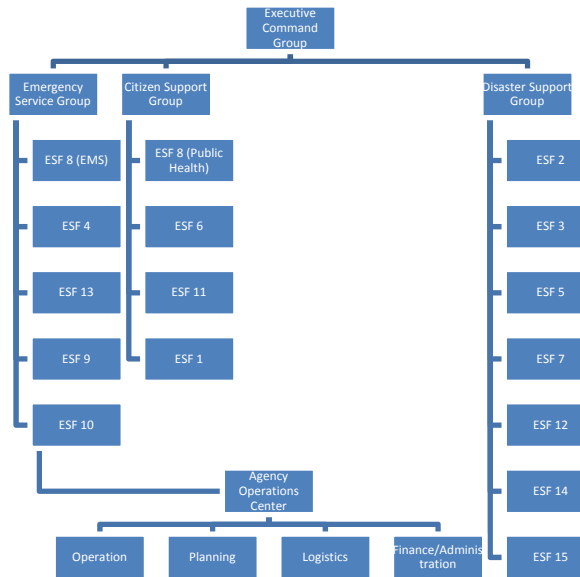 Executive
Command
Group
Emergency
Service Group
Citizen Support
Group
Disaster Support
Group
ESF 8 (EMS)
ESF 8 (Public
Health)
ESF 2
ESF 4
ESF 6
ESF 3
ESF 13
ESF 11
ESF 5
ESF 9
ESF 1
ESF 7
ESF 10
ESF 12
Agency
Operations
Center
ESF 14
Operation
Planning
Logistics
Finance/Adminis
tration
ESF 15